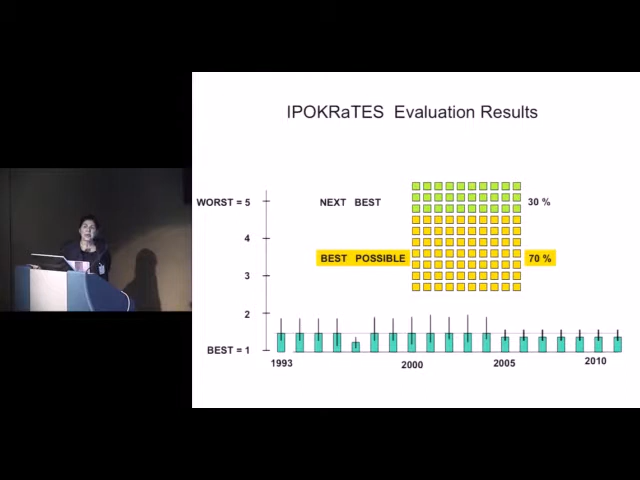 IPOKRaTES Evaluation Results
WORST = 5
NEXT BEST
30 %
4
BEST POSSIBLE
70 %
3
2
BEST = 1
1993
2000
2005
2010